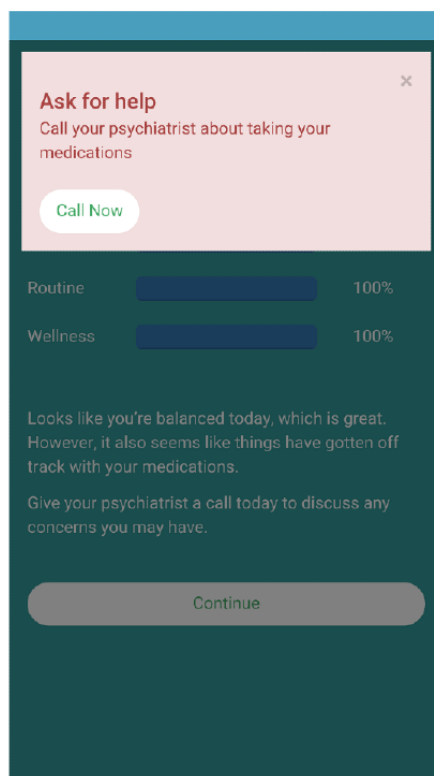 ×
Ask for help
Call your psychiatrist about taking your
medications
Call Now
Routine 100%
Wellness 100%
Looks like you're balanced today, which is great.
However, it also seems like things have gotten off
track with your medications.
Give your psychiatrist a call today to discuss any
concerns you may have.
Continue